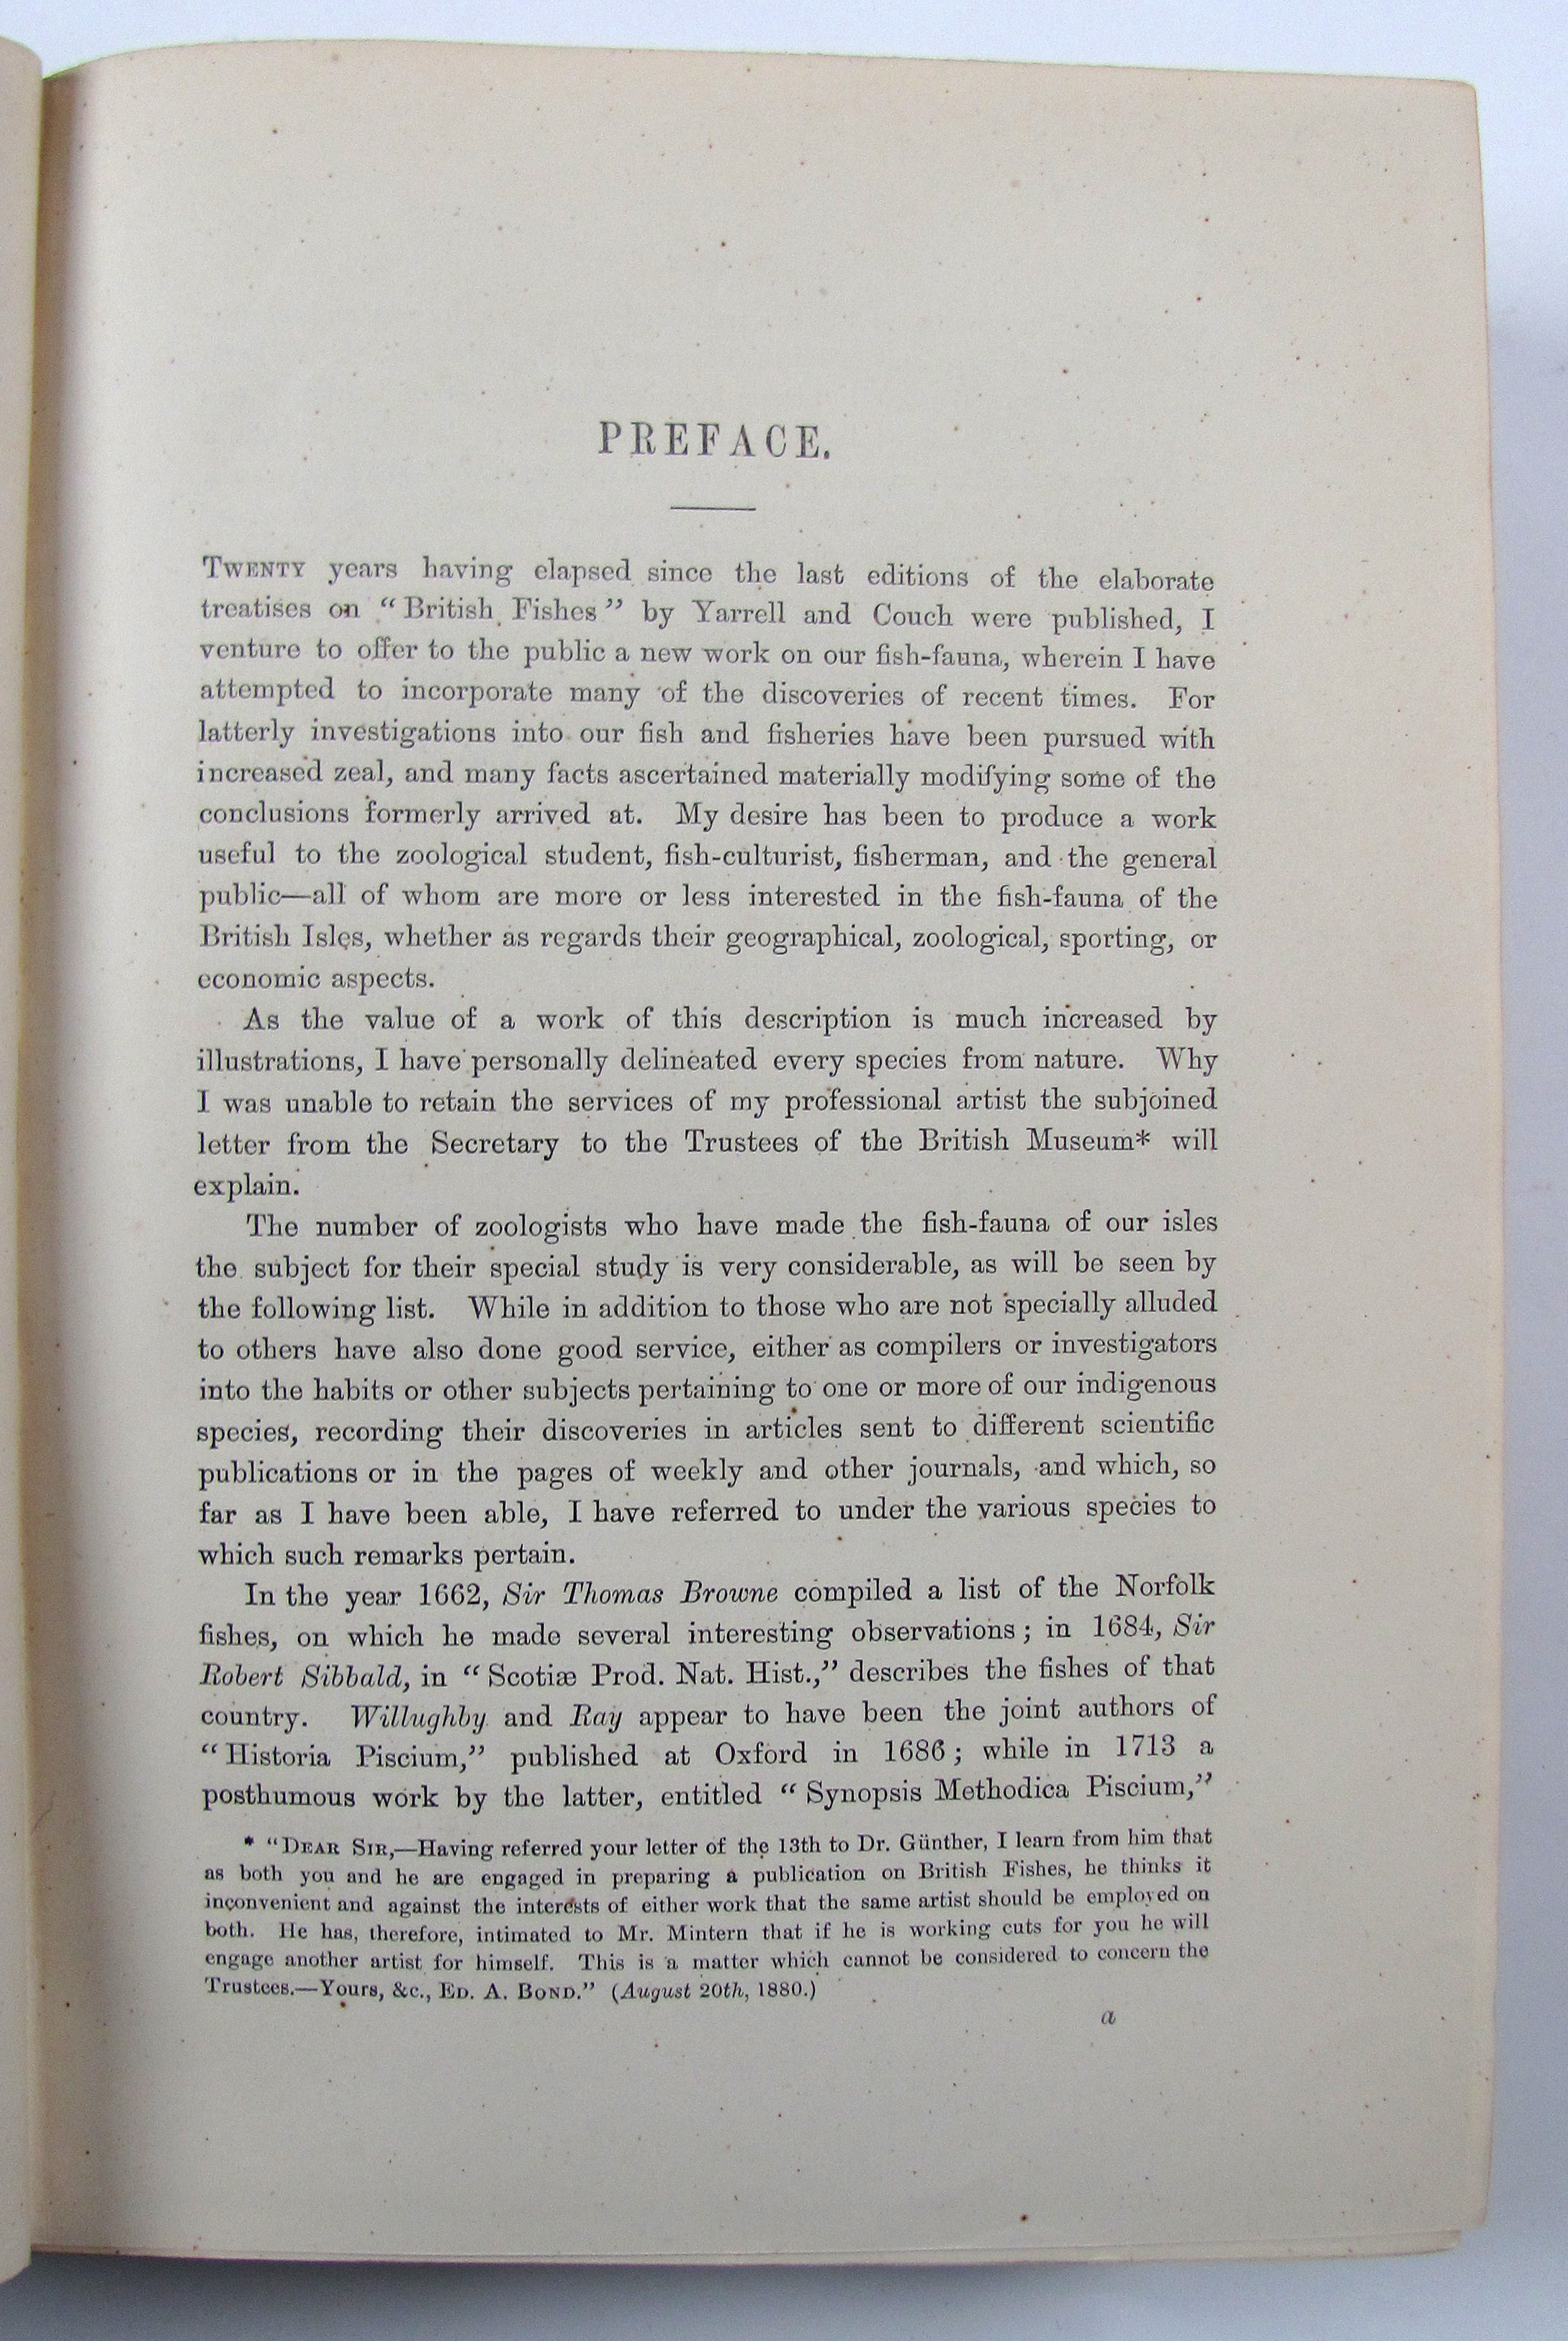 PREFACE.
TWENTY years having elapsed since the last editions of the elaborate
treatises on “British Fishes” by Yarrell and Couch were published, I
venture to offer to the public a new work on our fish-fauna, wherein I have
attempted to incorporate many of the discoveries of recent times. For
latterly investigations into our fish and fisheries have been pursued with
increased zeal, and many facts ascertained materially modifying some of the
conclusions formerly arrived at. My desire has been to produce a work
useful to the zoological student, fish-culturist, fisherman, and the general
public—all of whom are more or less interested in the fish-fauna of the
British Isles, whether as regards their geographical, zoological, sporting, or
economic aspects.
As the value of a work of this description is much increased by
illustrations, I have personally delineated every species from nature. Why
I was unable to retain the services of my professional artist the subjoined
letter from the Secretary to the Trustees of the British Museum* will
explain.
The number of zoologists who have made the fish-fauna of our isles
the subject for their special study is very considerable, as will be seen by
the following list. While in addition to those who are not specially alluded
to others have also done good service, either as compilers or investigators
into the habits or other subjects pertaining to one or more of our indigenous
species, recording their discoveries in articles sent to different scientific
publications or in the pages of weekly and other journals, and which, so
far as I have been able, I have referred to under the various species to
which such remarks pertain.
In the year 1662, Sir Thomas Browne compiled a list of the Norfolk
fishes, on which he made several interesting observations; in 1684, Sir
Robert Sibbald, in “Scotiæ Prod. Nat. Hist.,” describes the fishes of that
country. Willughby and Ray appear to have been the joint authors of
“Historia Piscium,” published at Oxford in 1686; while in 1713 a
posthumous work by the latter, entitled “Synopsis Methodica Piscium,”
* “DEAR SIR,—Having referred your letter of the 13th to Dr. Günther, I learn from him that
as both you and he are engaged in preparing a publication on British Fishes, he thinks it
inconvenient and against the interests of either work that the same artist should be employed on
both. He has, therefore, intimated to Mr. Mintern that if he is working cuts for you he will
engage another artist for himself. This is a matter which cannot be considered to concern the
Trustees.—Yours, &c., ED. A. BOND.” (August 20th, 1880.)
a